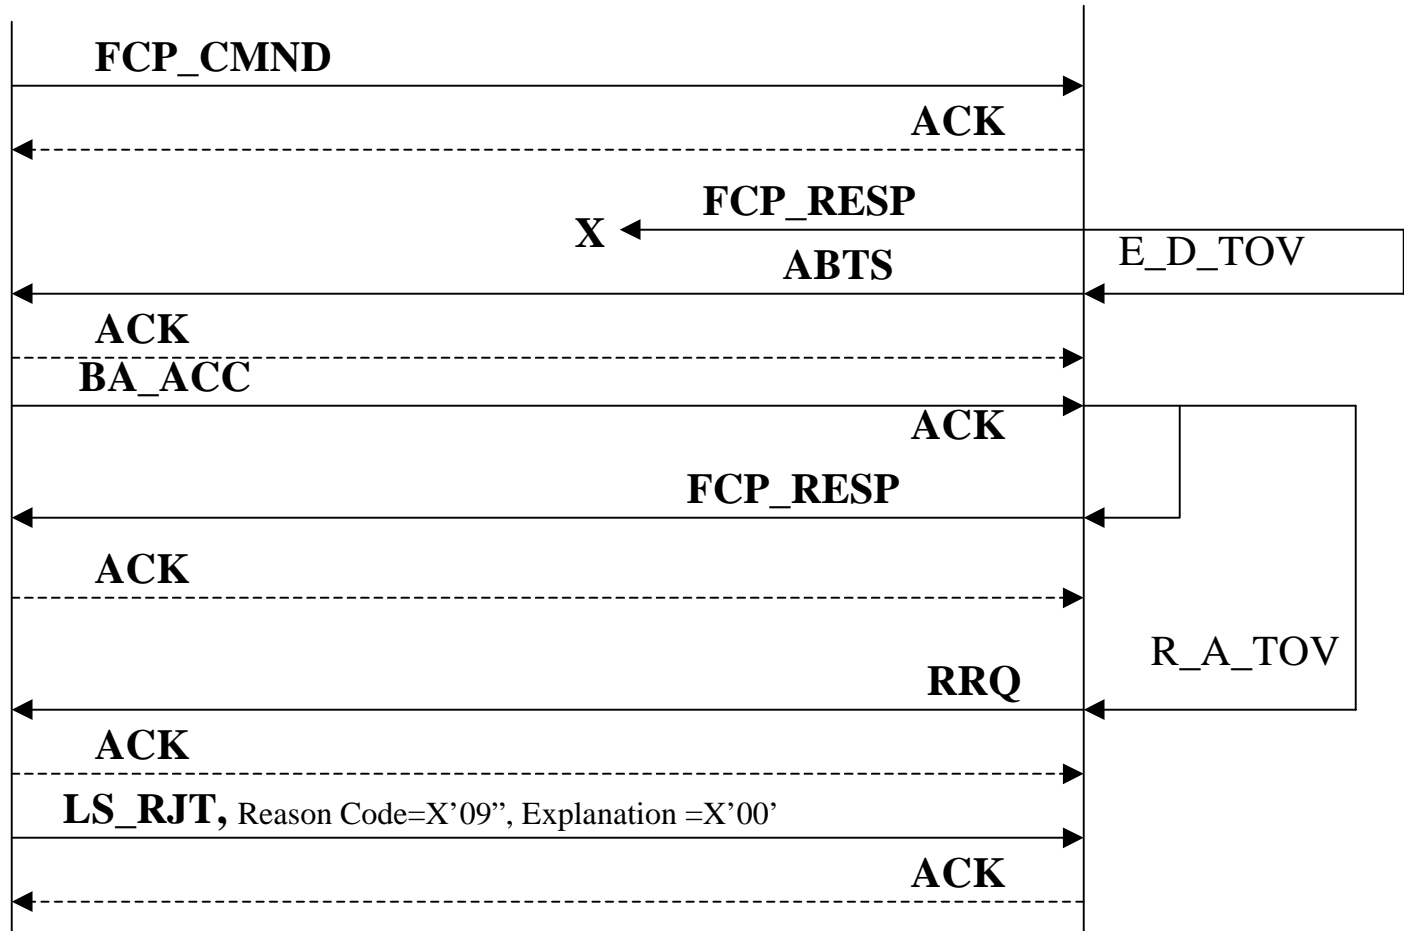 FCP_CMND
ACK
FCP_RESP
X
E_D_TOV
ABTS
ACK
BA_ACC
ACK
FCP_RESP
ACK
R_A_TOV
RRQ
ACK
LS_RJT, Reason Code=X’09”, Explanation =X’00’
ACK